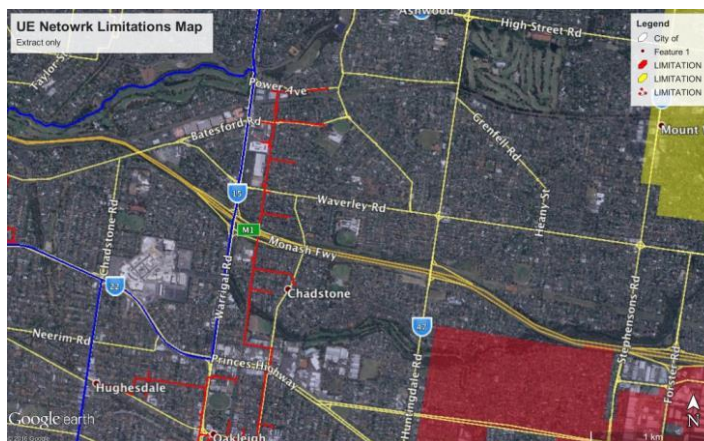 UE Netowrk Limitations Map
Extract only
Legend
City of
Feature 1
LIMITATION
LIMITATION
LIMITATION
Ashwood
High Street Rd
Taylor St
Power Ave
Batesford Rd
Grenfell Rd
Mount
15
Waverley Rd
Heany St
M1
Monash Fwy
Chadstone Rd
Warrigal Rd
22
Chadstone
Stephensons Rd
Neerim Rd
Princes Highway
Huntingdale Rd
Forster Rd
Hughesdale
Oakleigh
Google earth
1 km
N